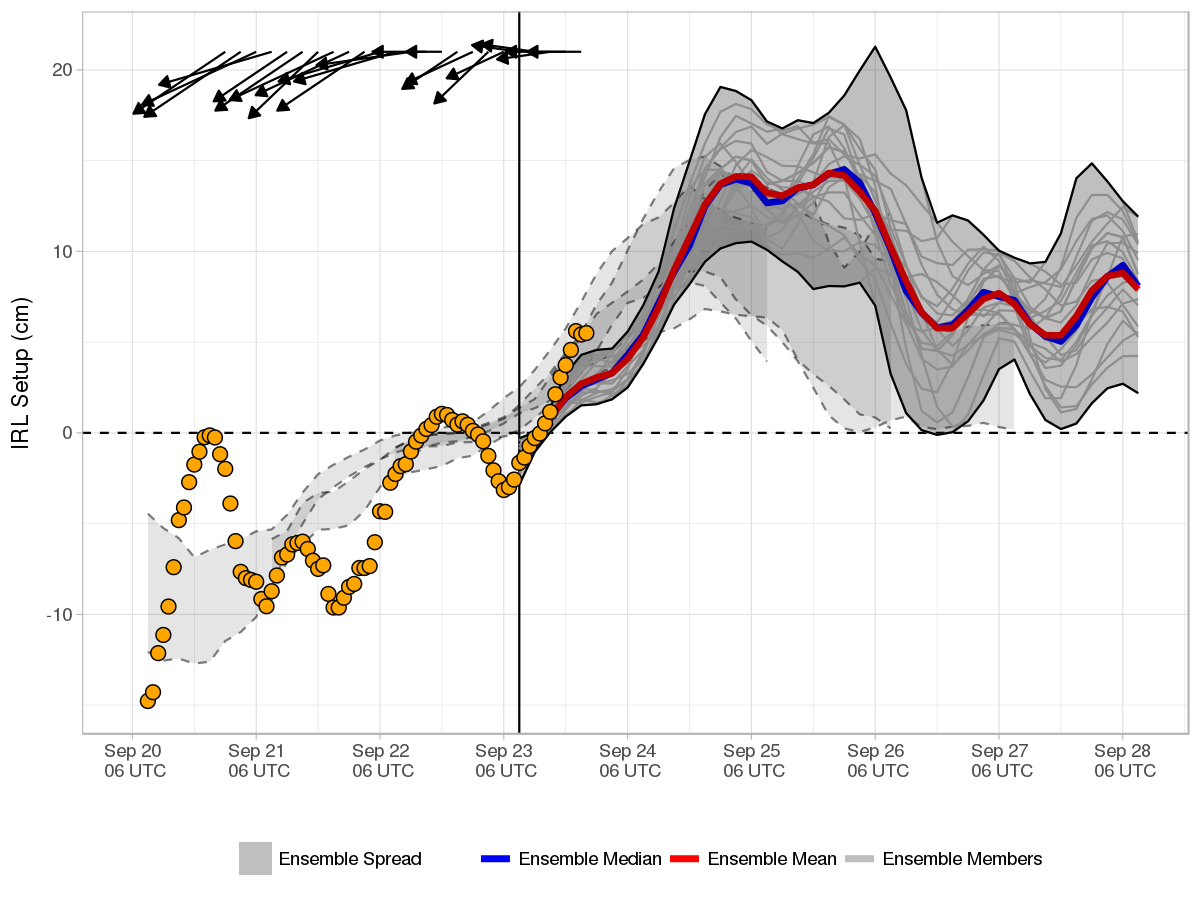 IRL Setup (cm)
20
10
0
-10
Sep 20 Sep 21 Sep 22 Sep 23 Sep 24 Sep 25 Sep 26 Sep 27 Sep 28
06 UTC 06 UTC 06 UTC 06 UTC 06 UTC 06 UTC 06 UTC 06 UTC 06 UTC
Ensemble Spread Ensemble Median Ensemble Mean Ensemble Members